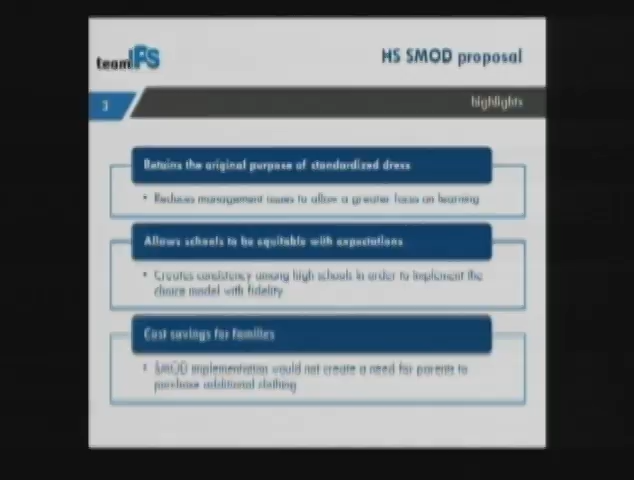 teamIPS
HS SMOD proposal
3
highlights
Retains the original purpose of standardized dress
• Reduces management issues to allow a greater focus on learning
Allows schools to be equitable with expectations
• Creates consistency among high schools in order to implement the
choice model with fidelity
Cost savings for families
• SMOD implementation would not create a need for parents to
purchase additional clothing